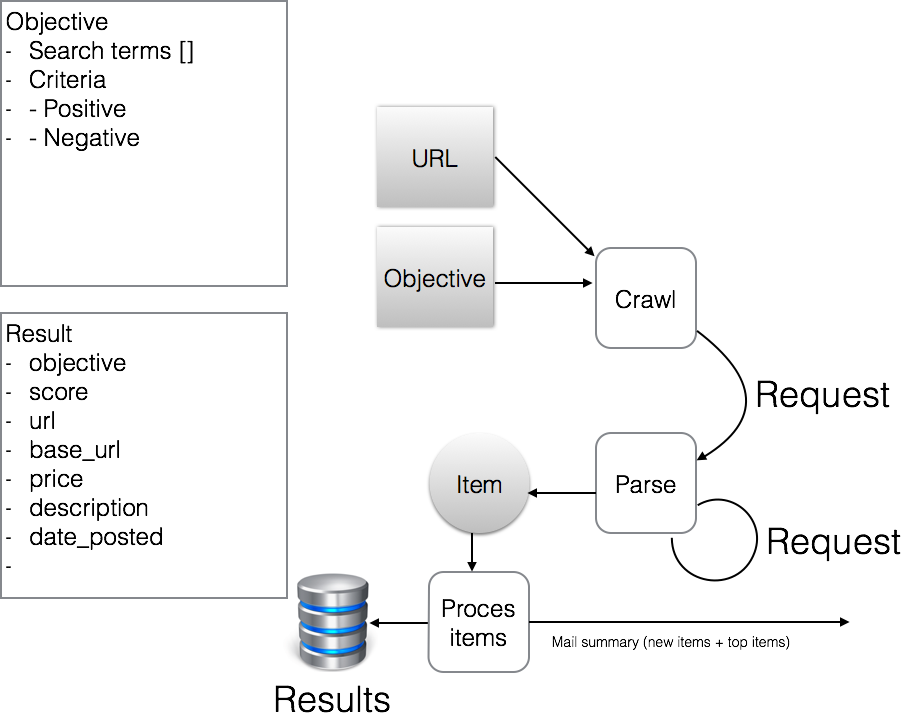 Objective
- Search terms []
- Criteria
- - Positive
- - Negative
Result
- objective
- score
- url
- base_url
- price
- description
- date_posted
-
URL
Objective
Crawl
Request
Parse
Item
Request
Proces
items
Mail summary (new items + top items)
Results